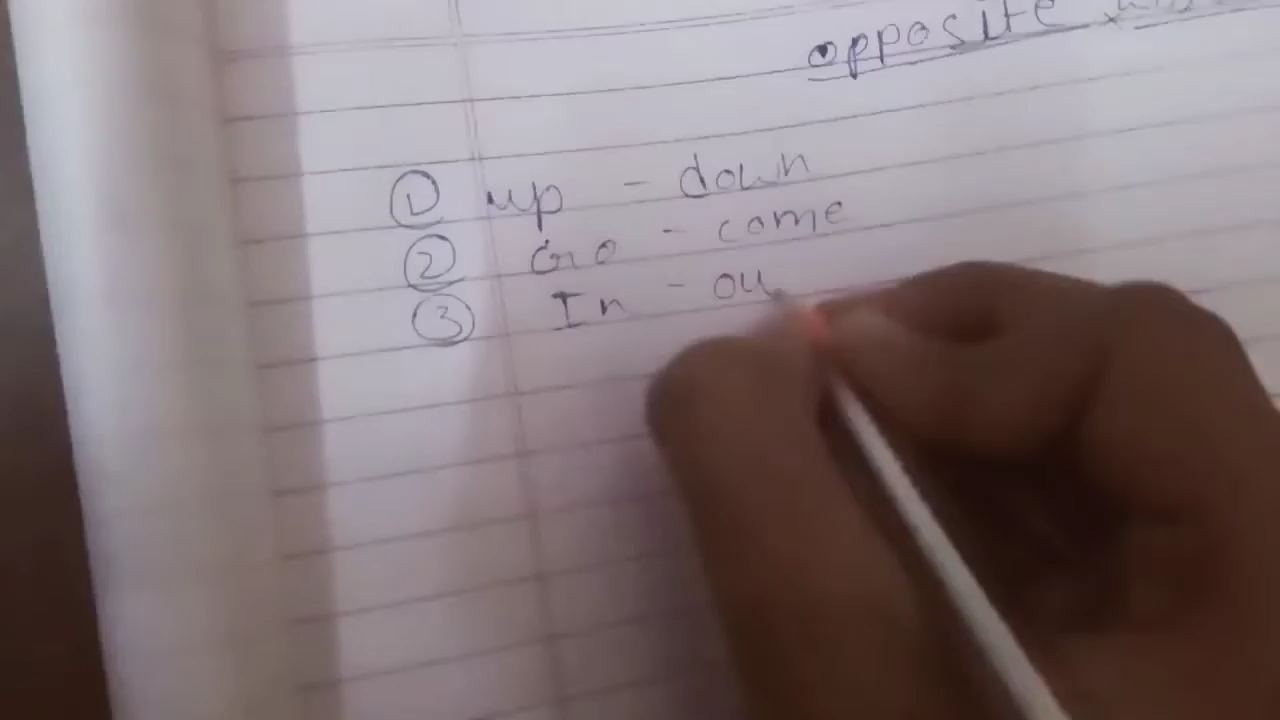 opposite
① up - down
② Go - come
③ In - ou